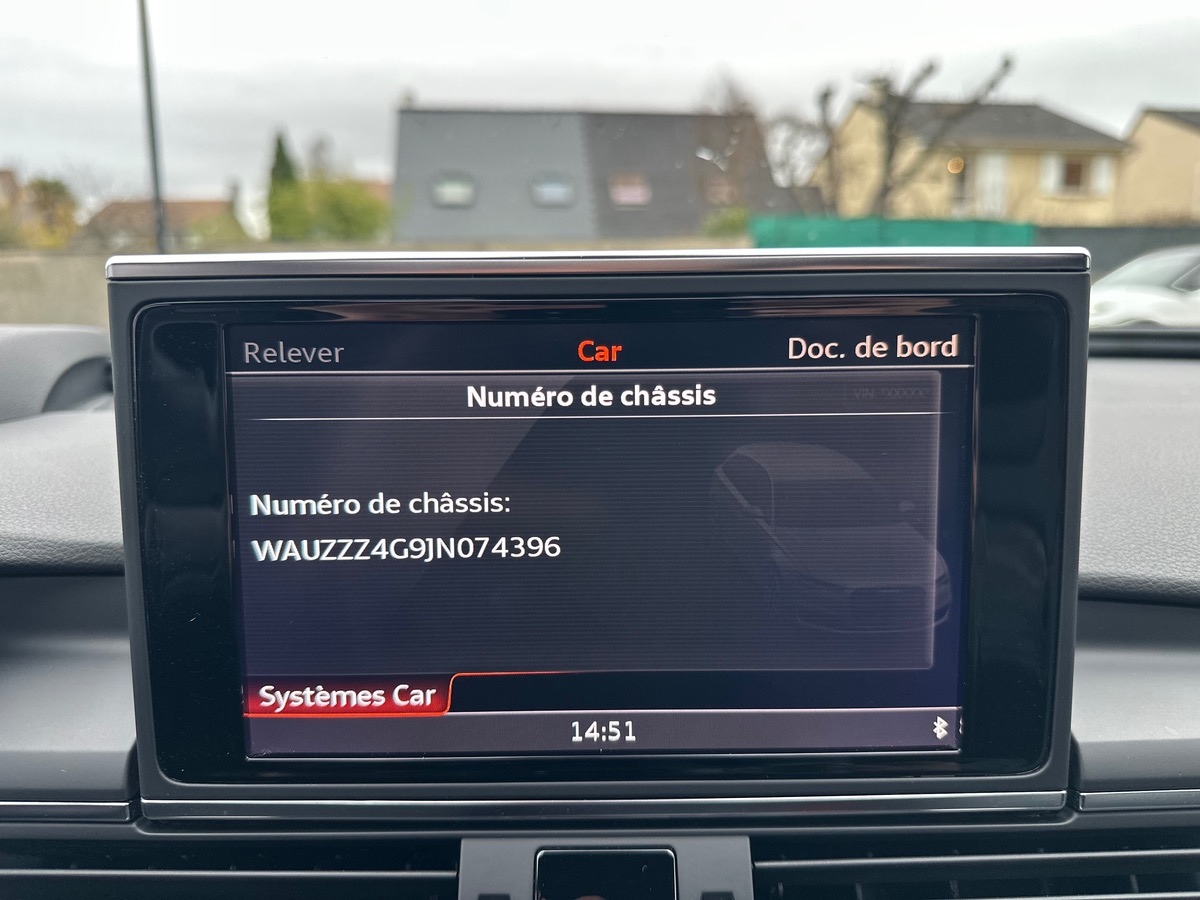 Relever Car Doc. de bord
Numéro de châssis
Numéro de châssis:
WAUZZZ4G9JN074396
Systèmes Car
14:51